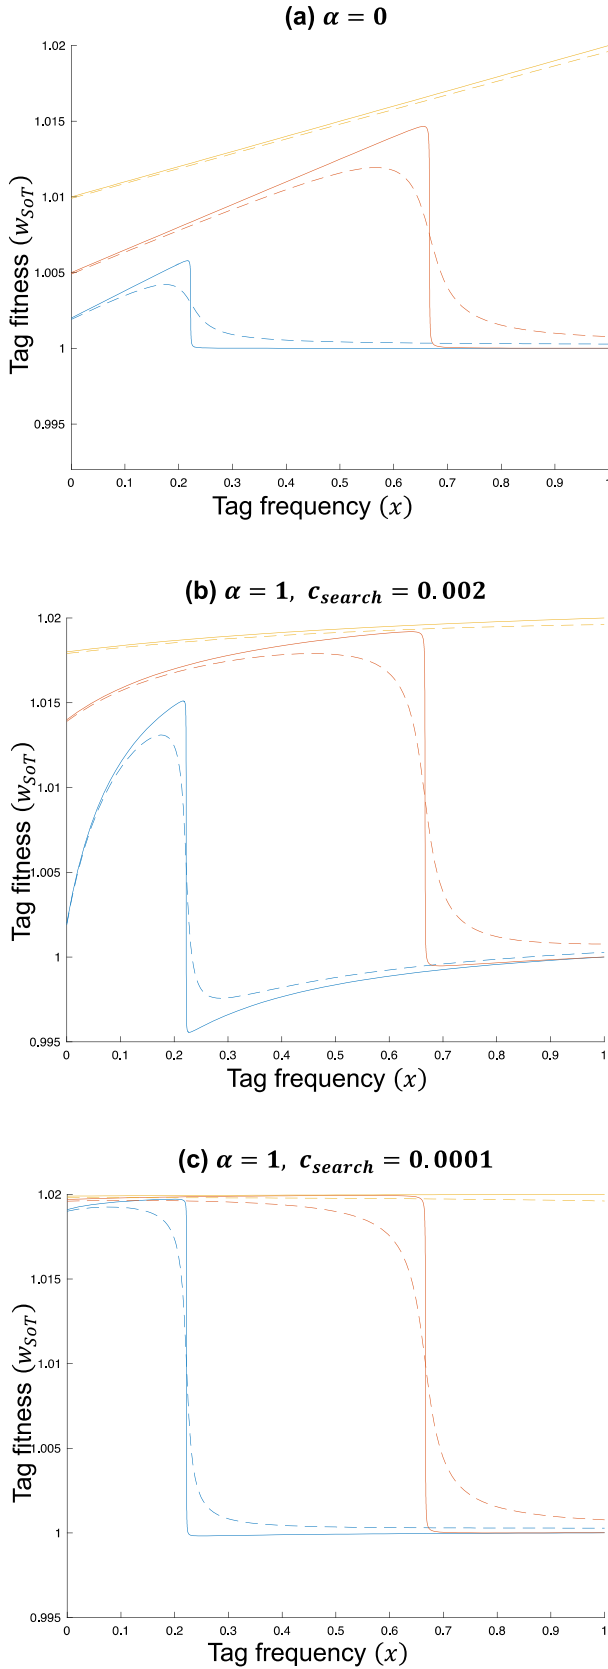 (a) α = 0
1.02
1.015
1.01
1.005
1
0.995
Tag fitness (w_SoT)
0 0.1 0.2 0.3 0.4 0.5 0.6 0.7 0.8 0.9 1
Tag frequency (x)
(b) α = 1, c_search = 0.002
1.02
1.015
1.01
1.005
1
0.995
Tag fitness (w_SoT)
0 0.1 0.2 0.3 0.4 0.5 0.6 0.7 0.8 0.9 1
Tag frequency (x)
(c) α = 1, c_search = 0.0001
1.02
1.015
1.01
1.005
1
0.995
Tag fitness (w_SoT)
0 0.1 0.2 0.3 0.4 0.5 0.6 0.7 0.8 0.9 1
Tag frequency (x)